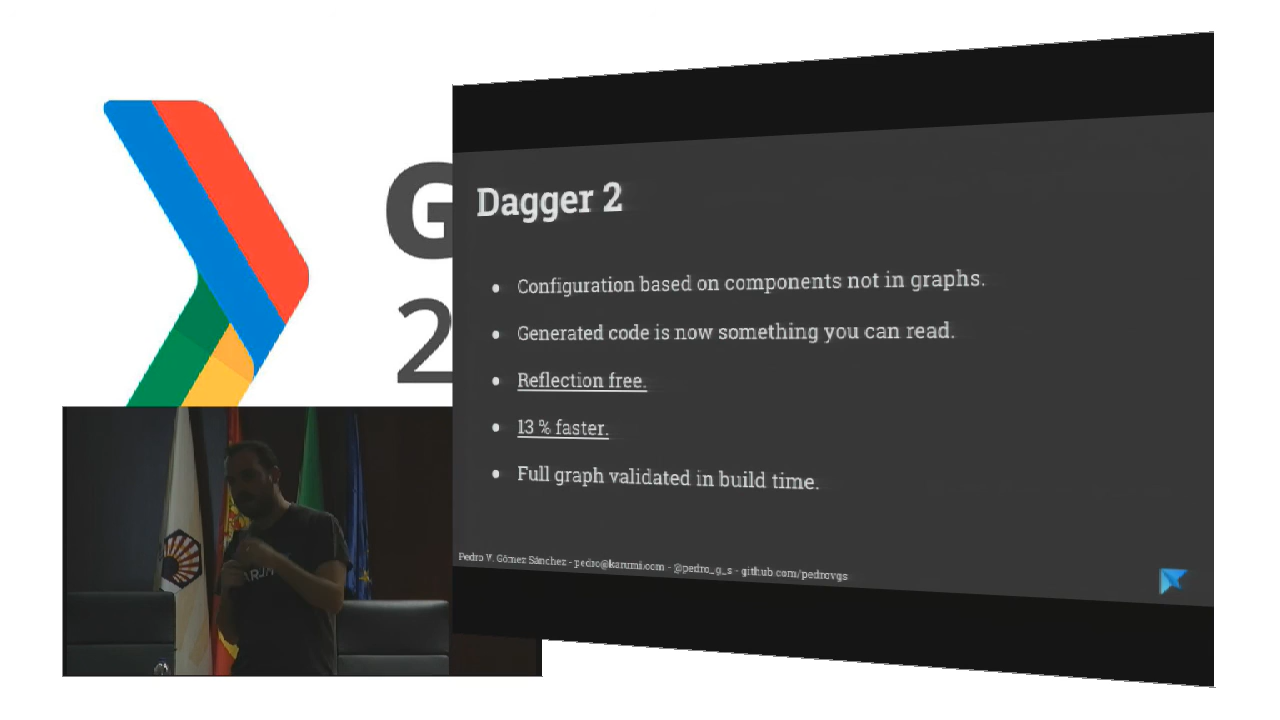 G
2
Dagger 2
● Configuration based on components not in graphs.
● Generated code is now something you can read.
● Reflection free.
● 13 % faster.
● Full graph validated in build time.
Pedro V. Gómez Sánchez - pedro@karumi.com - @pedro_g_s - github.com/pedrovgs